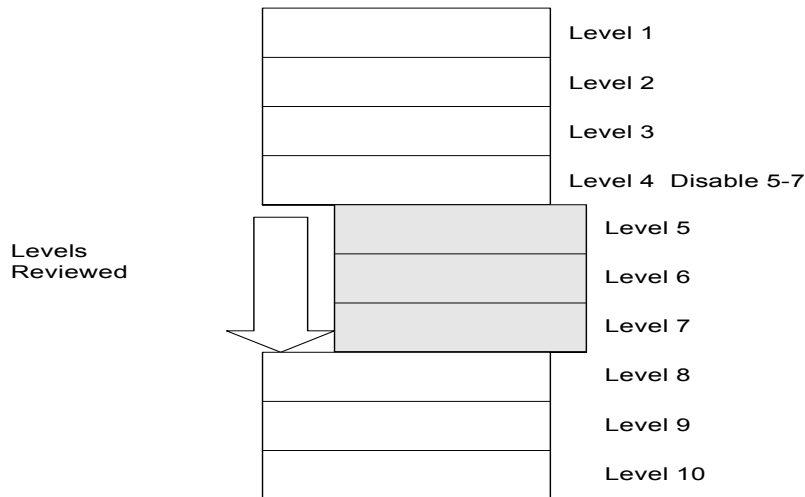 Level 1
Level 2
Level 3
Level 4  Disable 5-7
Level 5
Levels
Reviewed
Level 6
Level 7
Level 8
Level 9
Level 10